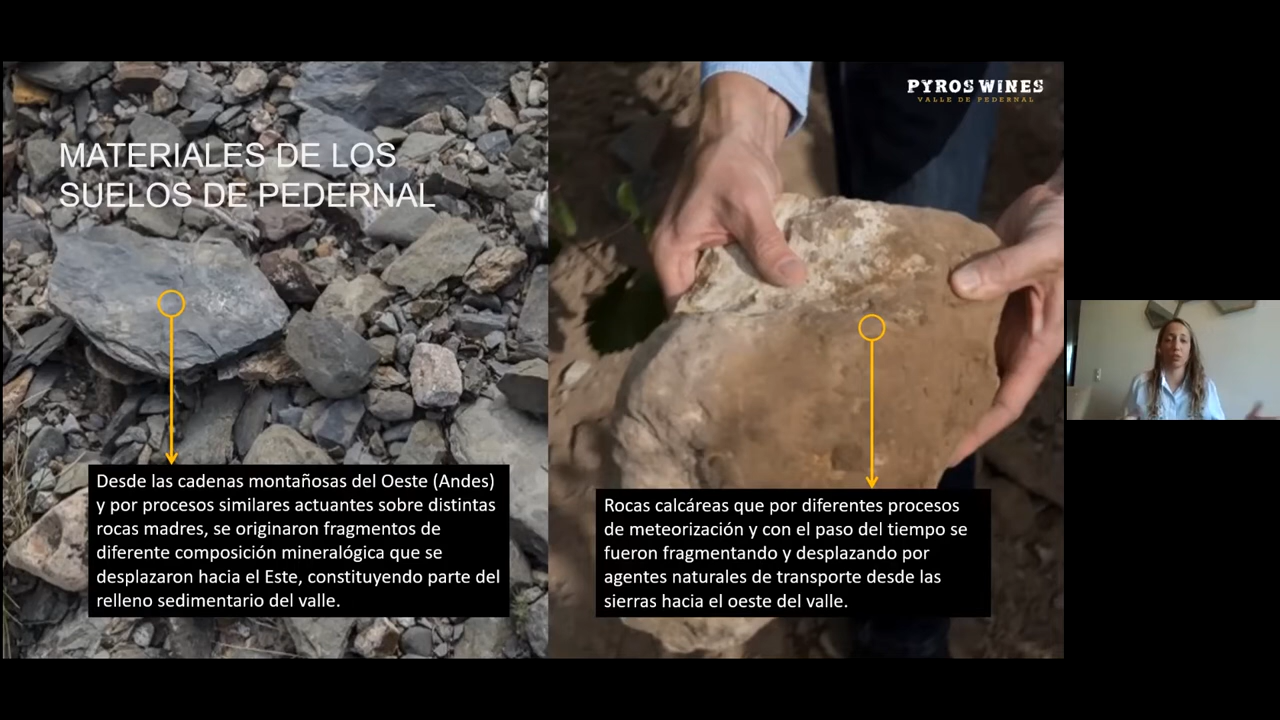 PYROS WINES
VALLE DE PEDERNAL
MATERIALES DE LOS
SUELOS DE PEDERNAL
Desde las cadenas montañosas del Oeste (Andes)
y por procesos similares actuantes sobre distintas
rocas madres, se originaron fragmentos de
diferente composición mineralógica que se
desplazaron hacia el Este, constituyendo parte del
relleno sedimentario del valle.
Rocas calcáreas que por diferentes procesos
de meteorización y con el paso del tiempo se
fueron fragmentando y desplazando por
agentes naturales de transporte desde las
sierras hacia el oeste del valle.